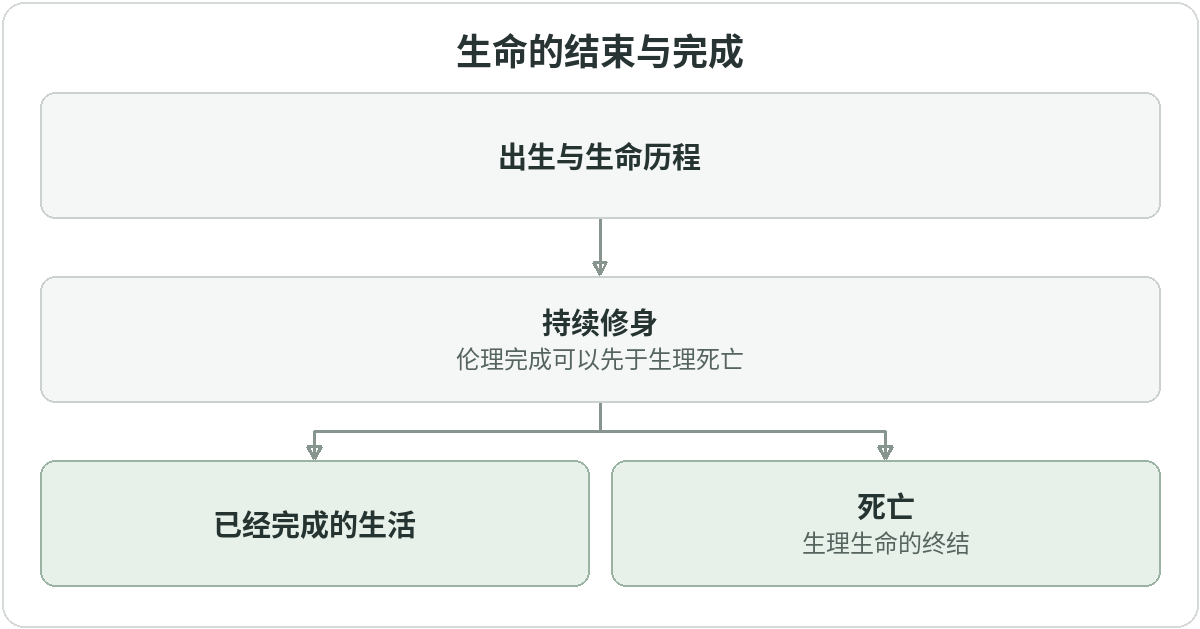 生命的结束与完成
出生与生命历程
持续修身
伦理完成可以先于生理死亡
已经完成的生活
死亡
生理生命的终结